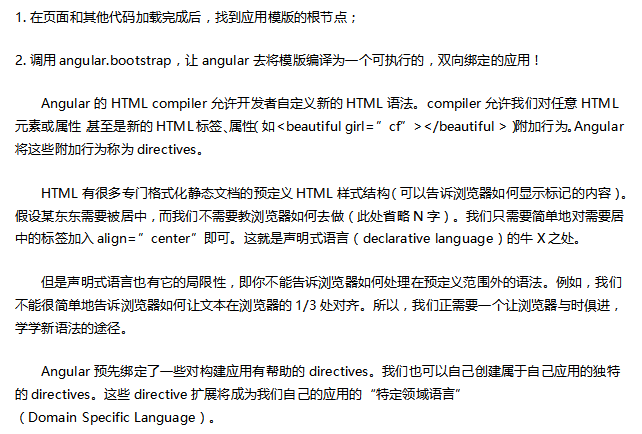 1. 在页面和其他代码加载完成后，找到应用模版的根节点；
2. 调用 angular.bootstrap，让 angular 去将模版编译为一个可执行的，双向绑定的应用！
Angular 的 HTML compiler 允许开发者自定义新的 HTML 语法。compiler 允许我们对任意 HTML
元素或属性 甚至是新的 HTML 标签、属性（如<beautiful girl=”cf”></beautiful > )附加行为。Angular
将这些附加行为称为 directives。
HTML 有很多专门格式化静态文档的预定义 HTML 样式结构（可以告诉浏览器如何显示标记的内容）。
假设某东东需要被居中，而我们不需要教浏览器如何去做（此处省略 N 字）。我们只需要简单地对需要居
中的标签加入 align=”center”即可。这就是声明式语言（declarative language）的牛 X 之处。
但是声明式语言也有它的局限性，即你不能告诉浏览器如何处理在预定义范围外的语法。例如，我们
不能很简单地告诉浏览器如何让文本在浏览器的 1/3 处对齐。所以，我们正需要一个让浏览器与时俱进，
学学新语法的途径。
Angular 预先绑定了一些对构建应用有帮助的 directives。我们也可以自己创建属于自己应用的独特
的 directives。这些 directive 扩展将成为我们自己的应用的“特定领域语言”
（Domain Specific Language）。